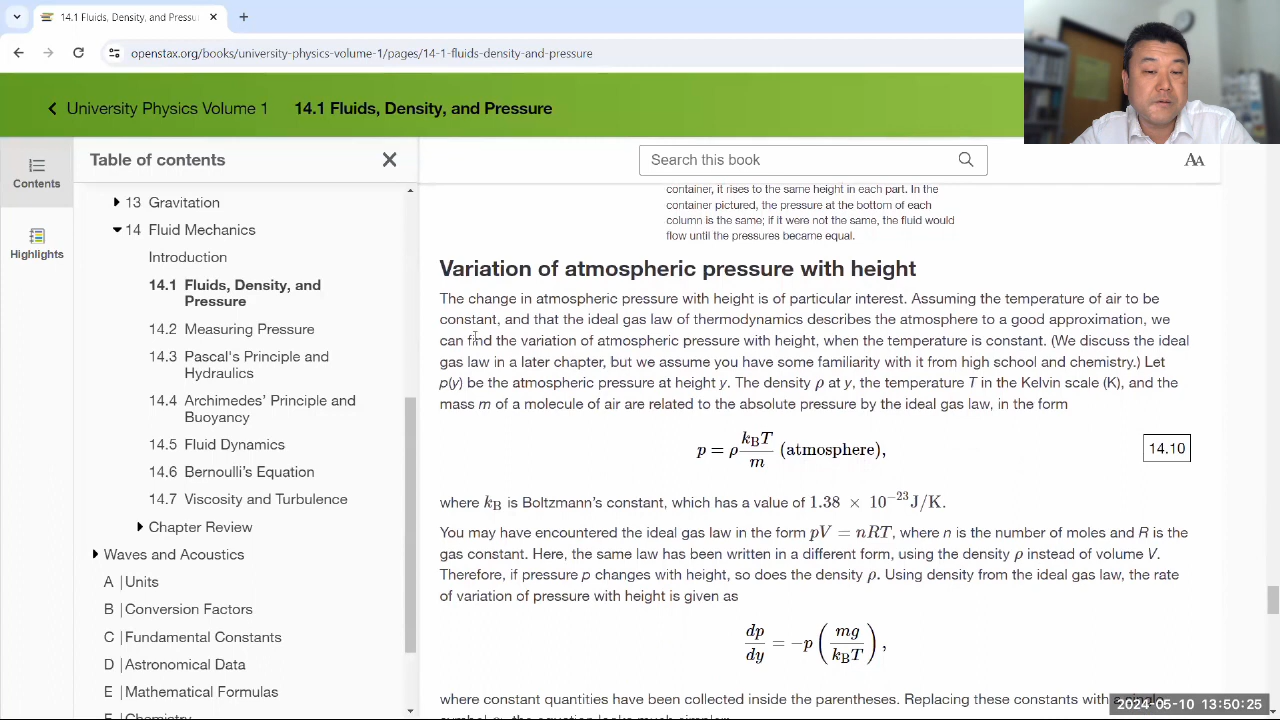 14.1 Fluids, Density, and Pressu
openstax.org/books/university-physics-volume-1/pages/14-1-fluids-density-and-pressure
University Physics Volume 1
14.1 Fluids, Density, and Pressure
Contents
Highlights
Table of contents
13 Gravitation
14 Fluid Mechanics
Introduction
14.1 Fluids, Density, and
Pressure
14.2 Measuring Pressure
14.3 Pascal's Principle and
Hydraulics
14.4 Archimedes' Principle and
Buoyancy
14.5 Fluid Dynamics
14.6 Bernoulli's Equation
14.7 Viscosity and Turbulence
Chapter Review
Waves and Acoustics
A | Units
B | Conversion Factors
C | Fundamental Constants
D | Astronomical Data
E | Mathematical Formulas
Search this book
AA
container, it rises to the same height in each part. In the
container pictured, the pressure at the bottom of each
column is the same; if it were not the same, the fluid would
flow until the pressures became equal.
Variation of atmospheric pressure with height
The change in atmospheric pressure with height is of particular interest. Assuming the temperature of air to be
constant, and that the ideal gas law of thermodynamics describes the atmosphere to a good approximation, we
can find the variation of atmospheric pressure with height, when the temperature is constant. (We discuss the ideal
gas law in a later chapter, but we assume you have some familiarity with it from high school and chemistry.) Let
p(y) be the atmospheric pressure at height y. The density ρ at y, the temperature T in the Kelvin scale (K), and the
mass m of a molecule of air are related to the absolute pressure by the ideal gas law, in the form
p = ρ k_B T / m (atmosphere),
14.10
where k_B is Boltzmann's constant, which has a value of 1.38 × 10⁻²³ J/K.
You may have encountered the ideal gas law in the form pV = nRT, where n is the number of moles and R is the
gas constant. Here, the same law has been written in a different form, using the density ρ instead of volume V.
Therefore, if pressure p changes with height, so does the density ρ. Using density from the ideal gas law, the rate
of variation of pressure with height is given as
dp/dy = −p (mg / k_B T),
where constant quantities have been collected inside the parentheses. Replacing these constants with a single
2024-05-10 13:50:25